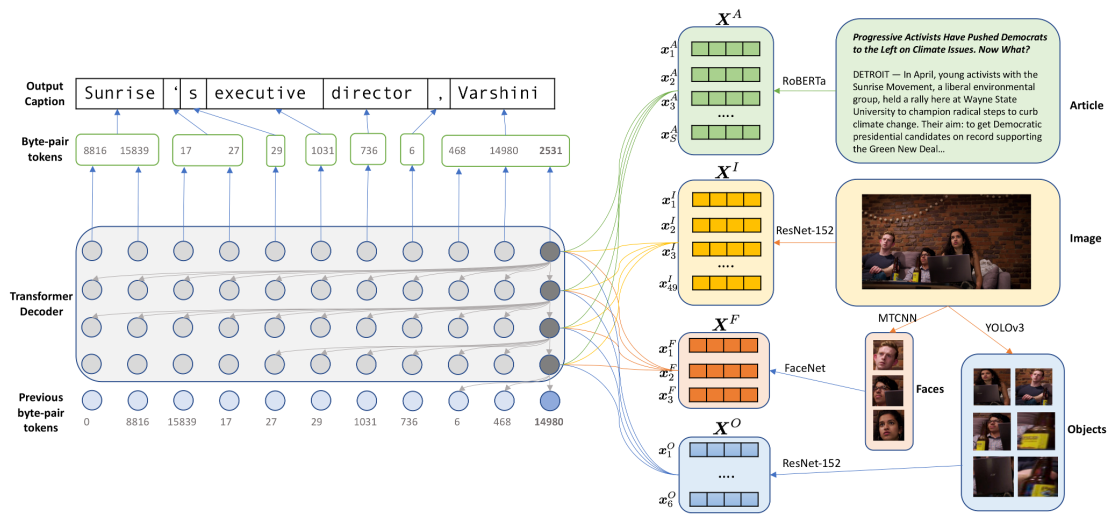 Output
Caption
Sunrise ‘ s executive director , Varshini
Byte-pair
tokens
8816 15839 17 27 29 1031 736 6 468 14980 2531
Transformer
Decoder
Previous
byte-pair
tokens
0 8816 15839 17 27 29 1031 736 6 468 14980
X^A
x_1^A
x_2^A
x_3^A
....
x_S^A
RoBERTa
Progressive Activists Have Pushed Democrats
to the Left on Climate Issues. Now What?
DETROIT — In April, young activists with the
Sunrise Movement, a liberal environmental
group, held a rally here at Wayne State
University to champion radical steps to curb
climate change. Their aim: to get Democratic
presidential candidates on record supporting
the Green New Deal…
Article
X^I
x_1^I
x_2^I
x_3^I
....
x_49^I
ResNet-152
Image
MTCNN
YOLOv3
X^F
x_1^F
x_2^F
x_3^F
FaceNet
Faces
Objects
X^O
x_1^O
....
x_6^O
ResNet-152